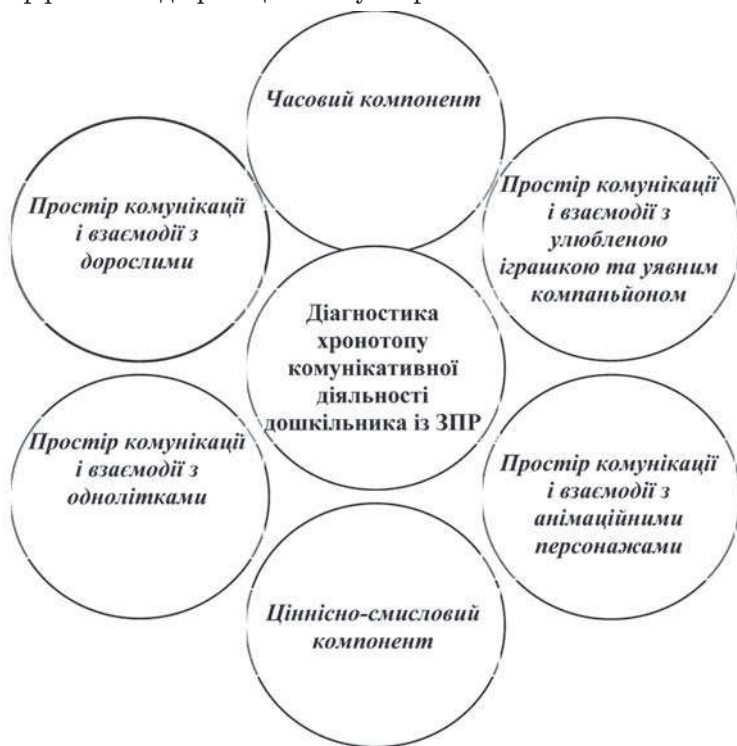 Часовий компонент
Простір комунікації
і взаємодії з
дорослими
Простір комунікації
і взаємодії з
улюбленою
іграшкою та уявним
компаньйоном
Діагностика
хронотопу
комунікативної
діяльності
дошкільника із ЗПР
Простір комунікації
і взаємодії з
однолітками
Простір комунікації
і взаємодії з
анімаційними
персонажами
Ціннісно-смисловий
компонент